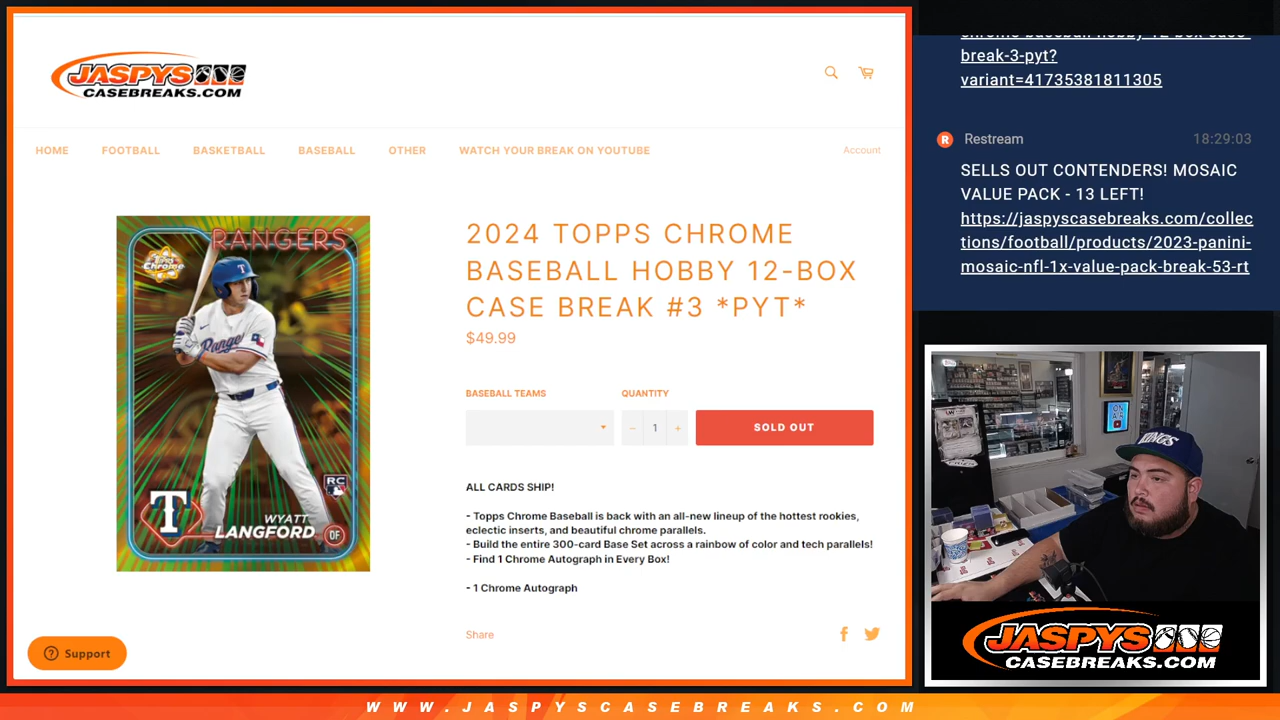 JASPYS
CASEBREAKS.COM
HOME
FOOTBALL
BASKETBALL
BASEBALL
OTHER
WATCH YOUR BREAK ON YOUTUBE
Account
RANGERS
Topps
Chrome
Rangers
T
RC
WYATT
LANGFORD
OF
2024 TOPPS CHROME
BASEBALL HOBBY 12-BOX
CASE BREAK #3 *PYT*
$49.99
BASEBALL TEAMS
QUANTITY
− 1 +
SOLD OUT
ALL CARDS SHIP!
- Topps Chrome Baseball is back with an all-new lineup of the hottest rookies,
eclectic inserts, and beautiful chrome parallels.
- Build the entire 300-card Base Set across a rainbow of color and tech parallels!
- Find 1 Chrome Autograph in Every Box!
- 1 Chrome Autograph
Share
Support
chrome-baseball-hobby-12-box-case-
break-3-pyt?
variant=41735381811305
R Restream 18:29:03
SELLS OUT CONTENDERS! MOSAIC
VALUE PACK - 13 LEFT!
https://jaspyscasebreaks.com/collec
tions/football/products/2023-panini-
mosaic-nfl-1x-value-pack-break-53-rt
KINGS
JASPYS
CASEBREAKS.COM
WWW.JASPYSCASEBREAKS.COM